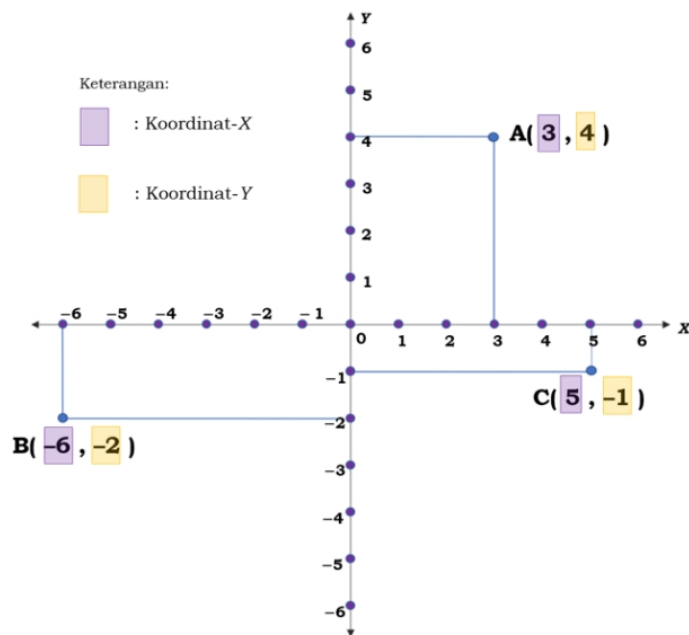 Y
6
5
Keterangan:
: Koordinat-X
4
A( 3 , 4 )
3
: Koordinat-Y
2
1
–6 –5 –4 –3 –2 –1
0 1 2 3 4 5 6 X
–1
C( 5 , –1 )
–2
B( –6 , –2 )
–3
–4
–5
–6